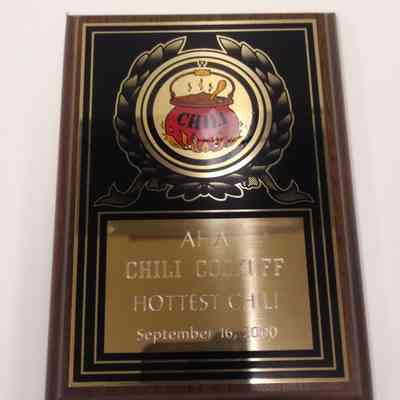 CHILI
AHA
CHILI COOKOFF
HOTTEST CHILI
September 16, 2000